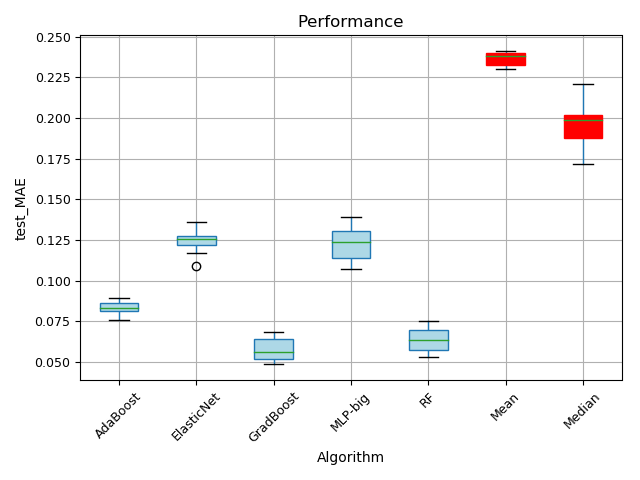 Performance
test_MAE
0.250
0.225
0.200
0.175
0.150
0.125
0.100
0.075
0.050
AdaBoost
ElasticNet
GradBoost
MLP-big
RF
Mean
Median
Algorithm